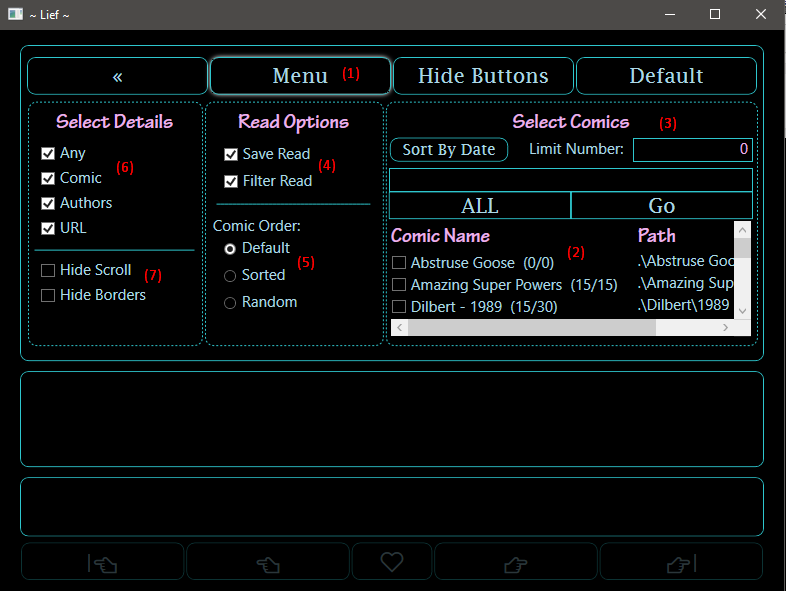 ~ Lief ~
« Menu (1) Hide Buttons Default
Select Details
Any
Comic (6)
Authors
URL
Hide Scroll (7)
Hide Borders
Read Options
Save Read
Filter Read (4)
Comic Order:
Default
Sorted (5)
Random
Select Comics (3)
Sort By Date Limit Number: 0
ALL Go
Comic Name (2) Path
Abstruse Goose (0/0) .\Abstruse Goo
Amazing Super Powers (15/15) .\Amazing Sup
Dilbert - 1989 (15/30) .\Dilbert\1989